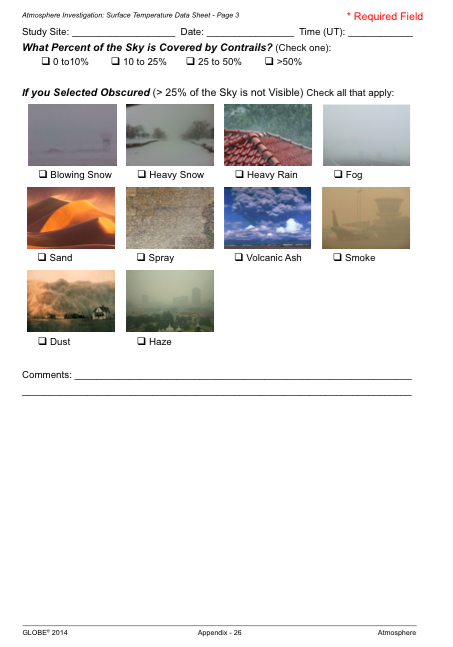 Atmosphere Investigation: Surface Temperature Data Sheet - Page 3
* Required Field
Study Site: ___________________ Date: ________________ Time (UT): ____________
What Percent of the Sky is Covered by Contrails? (Check one):
❑ 0 to10% ❑ 10 to 25% ❑ 25 to 50% ❑ >50%
If you Selected Obscured (> 25% of the Sky is not Visible) Check all that apply:
❑ Blowing Snow ❑ Heavy Snow ❑ Heavy Rain ❑ Fog
❑ Sand ❑ Spray ❑ Volcanic Ash ❑ Smoke
❑ Dust ❑ Haze
Comments: ______________________________________________________________
GLOBE® 2014 Appendix - 26 Atmosphere